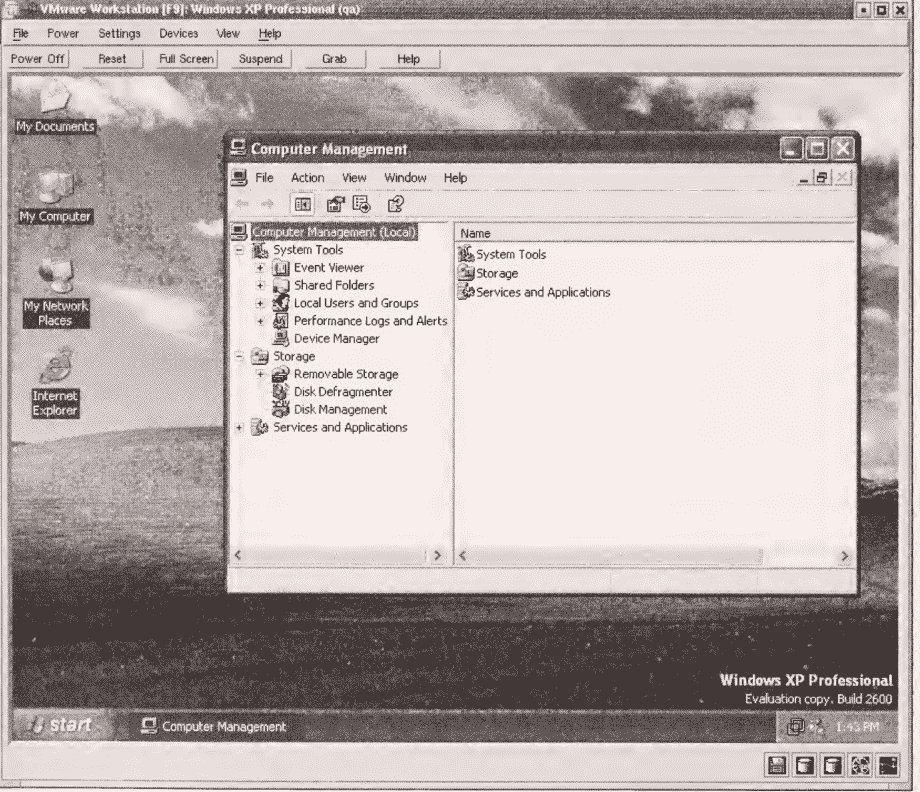 VMware Workstation [F9]: Windows XP Professional (qa)
File Power Settings Devices View Help
Power Off Reset Full Screen Suspend Grab Help
My Documents
My Computer
My Network
Places
Internet
Explorer
Computer Management
File Action View Window Help
Computer Management (Local)
System Tools
Event Viewer
Shared Folders
Local Users and Groups
Performance Logs and Alerts
Device Manager
Storage
Removable Storage
Disk Defragmenter
Disk Management
Services and Applications
Name
System Tools
Storage
Services and Applications
Windows XP Professional
Evaluation copy. Build 2600
start Computer Management 1:43 PM